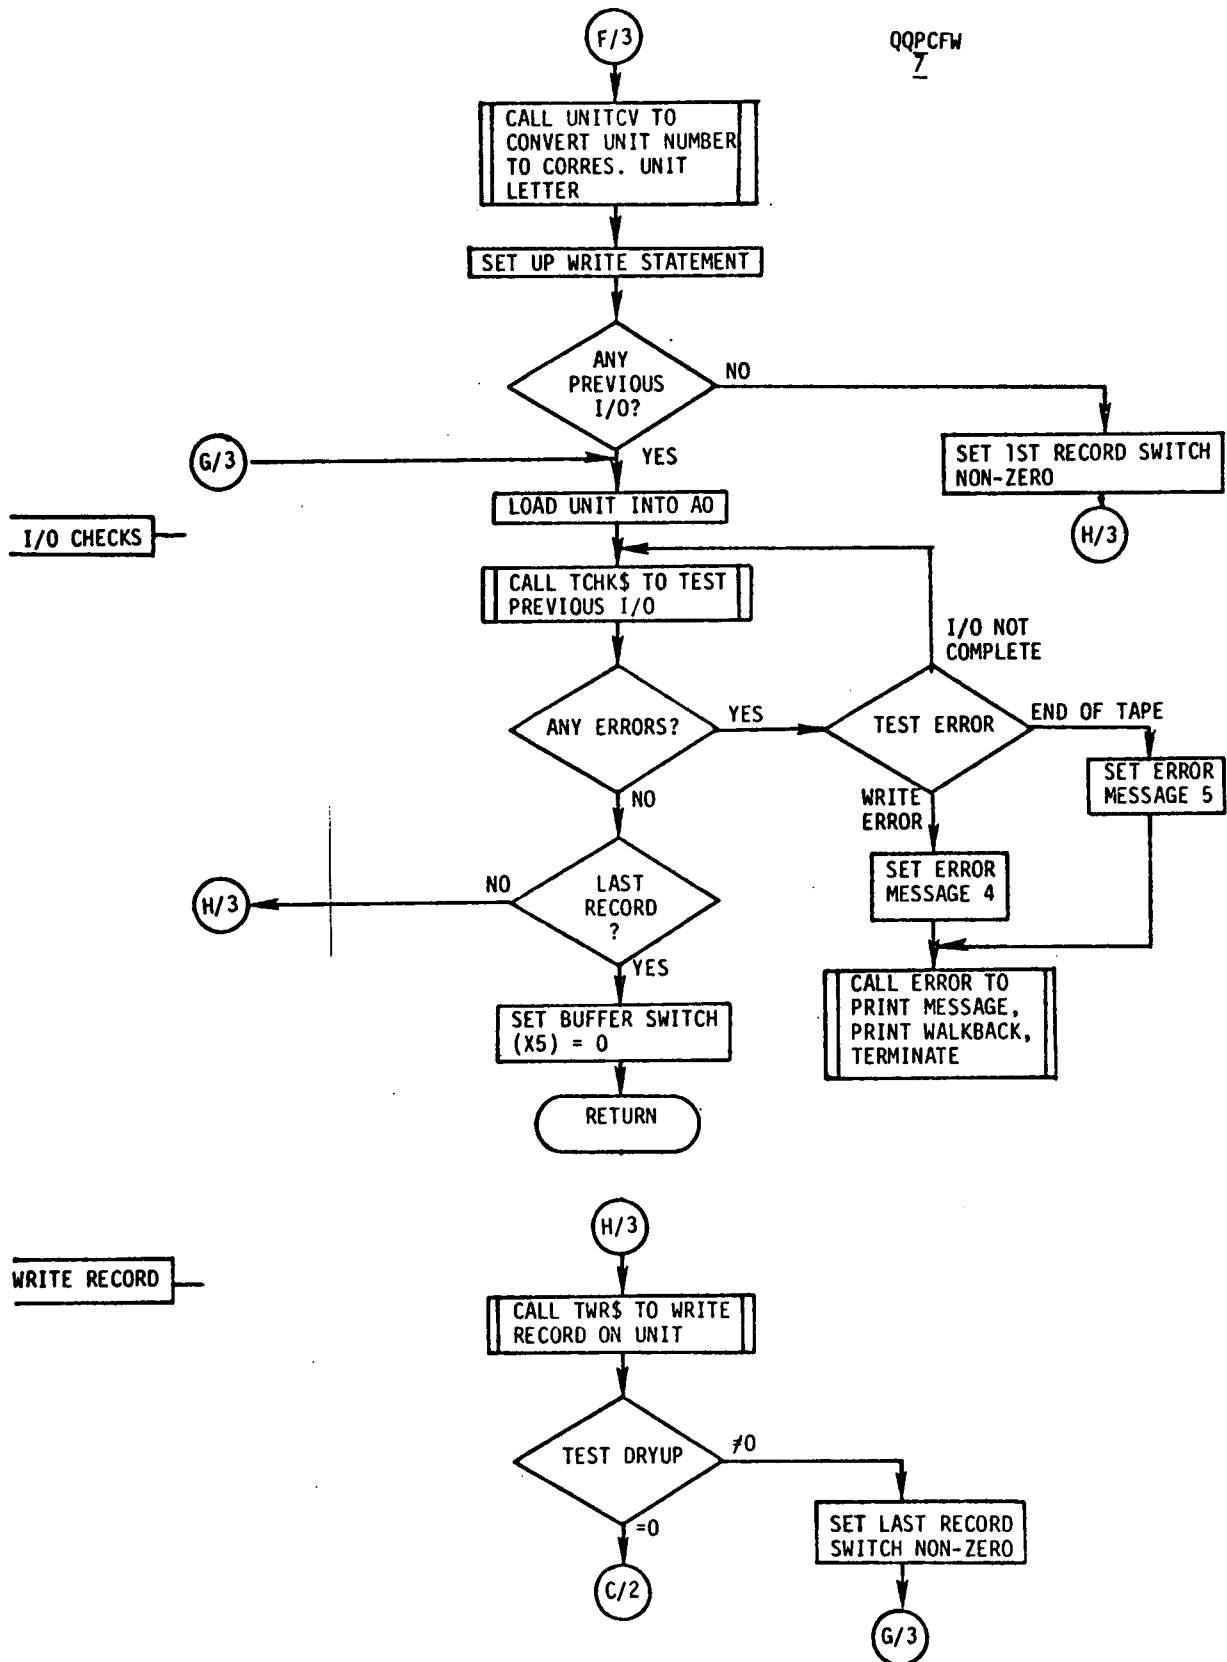 F/3
QQPCFW
7
CALL UNITCV TO
CONVERT UNIT NUMBER
TO CORRES. UNIT
LETTER
SET UP WRITE STATEMENT
ANY
PREVIOUS
I/O?
NO
SET 1ST RECORD SWITCH
NON-ZERO
H/3
G/3
YES
LOAD UNIT INTO A0
I/O CHECKS
CALL TCHK$ TO TEST
PREVIOUS I/O
I/O NOT
COMPLETE
ANY ERRORS?
YES
TEST ERROR
END OF TAPE
SET ERROR
MESSAGE 5
NO
WRITE
ERROR
SET ERROR
MESSAGE 4
LAST
RECORD
?
NO
H/3
YES
CALL ERROR TO
PRINT MESSAGE,
PRINT WALKBACK,
TERMINATE
SET BUFFER SWITCH
(X5) = 0
RETURN
H/3
WRITE RECORD
CALL TWR$ TO WRITE
RECORD ON UNIT
TEST DRYUP
≠0
SET LAST RECORD
SWITCH NON-ZERO
=0
C/2
G/3